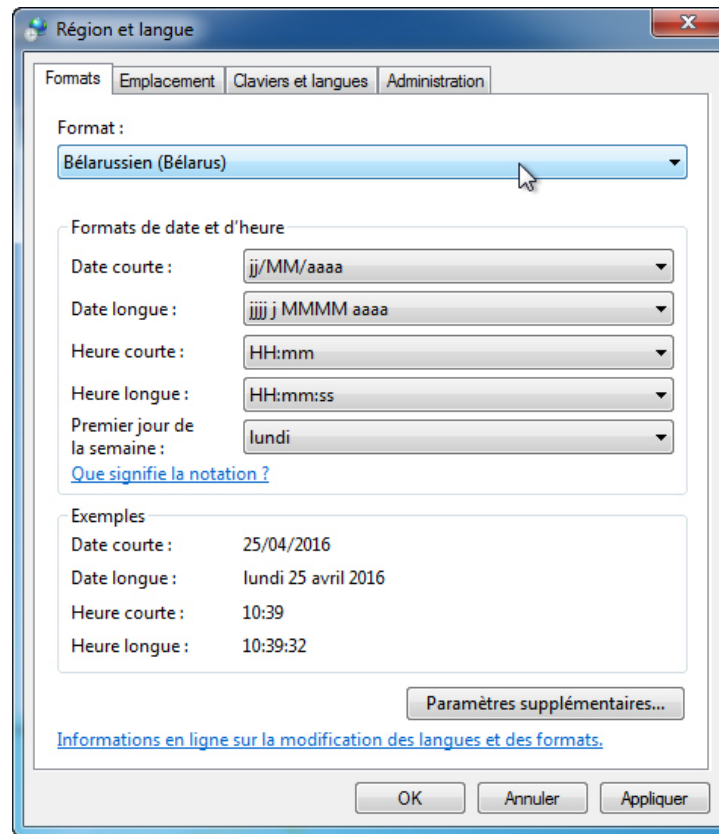 Région et langue
Formats Emplacement Claviers et langues Administration
Format :
Bélarussien (Bélarus)
Formats de date et d'heure
Date courte : jj/MM/aaaa
Date longue : jjjj j MMMM aaaa
Heure courte : HH:mm
Heure longue : HH:mm:ss
Premier jour de
la semaine : lundi
Que signifie la notation ?
Exemples
Date courte : 25/04/2016
Date longue : lundi 25 avril 2016
Heure courte : 10:39
Heure longue : 10:39:32
Paramètres supplémentaires...
Informations en ligne sur la modification des langues et des formats.
OK Annuler Appliquer